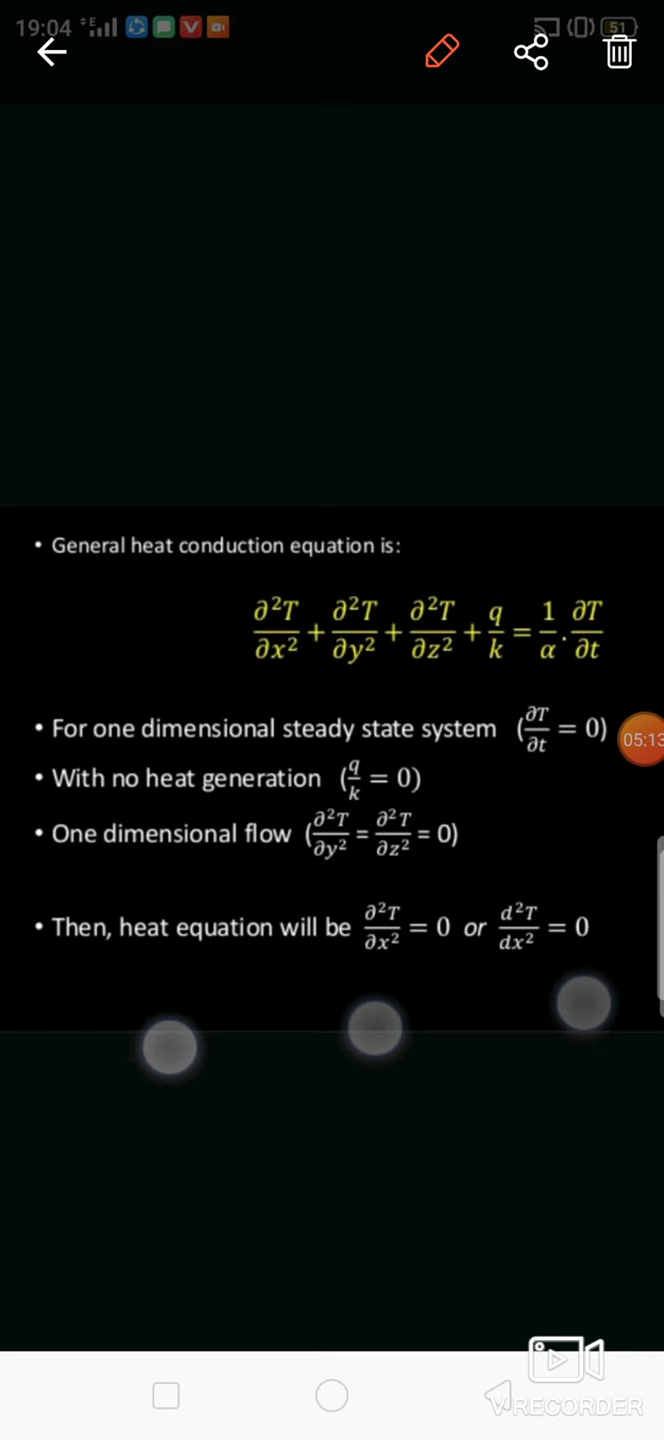 19:04
51
• General heat conduction equation is:
∂²T/∂x² + ∂²T/∂y² + ∂²T/∂z² + q/k = 1/α . ∂T/∂t
• For one dimensional steady state system (∂T/∂t = 0)
05:13
• With no heat generation (q/k = 0)
• One dimensional flow (∂²T/∂y² = ∂²T/∂z² = 0)
• Then, heat equation will be ∂²T/∂x² = 0 or d²T/dx² = 0
VRECORDER